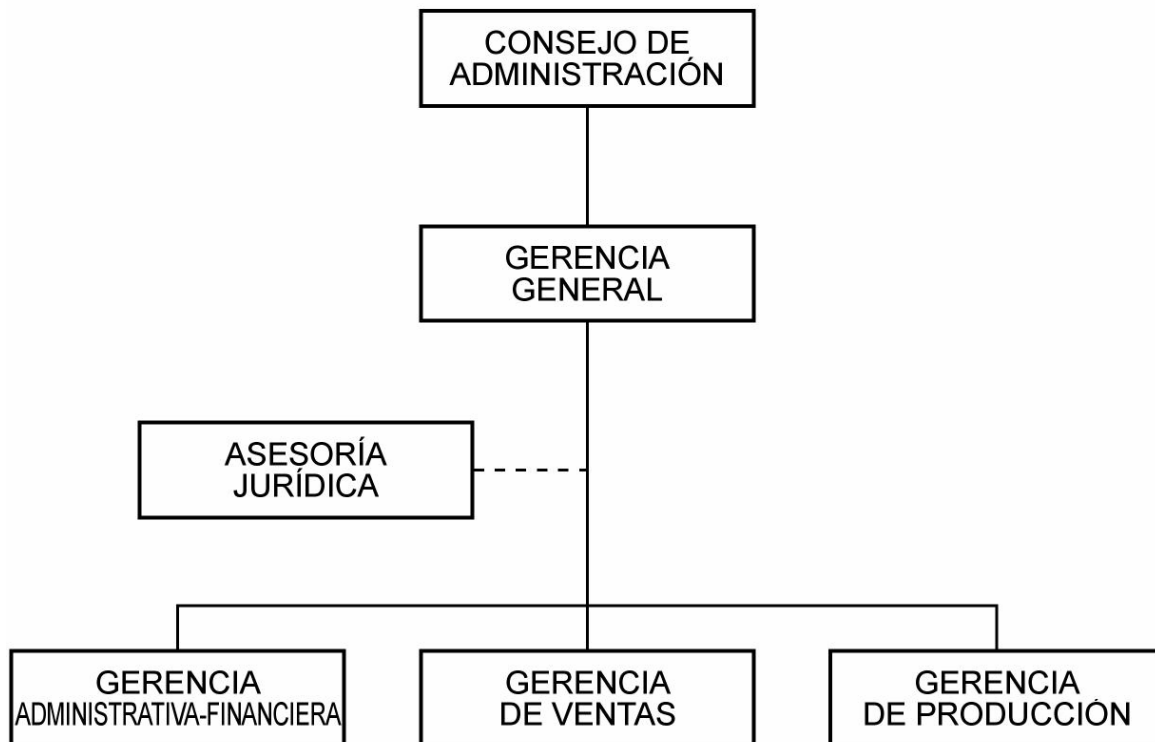 CONSEJO DE
ADMINISTRACIÓN
GERENCIA
GENERAL
ASESORÍA
JURÍDICA
GERENCIA
ADMINISTRATIVA-FINANCIERA
GERENCIA
DE VENTAS
GERENCIA
DE PRODUCCIÓN